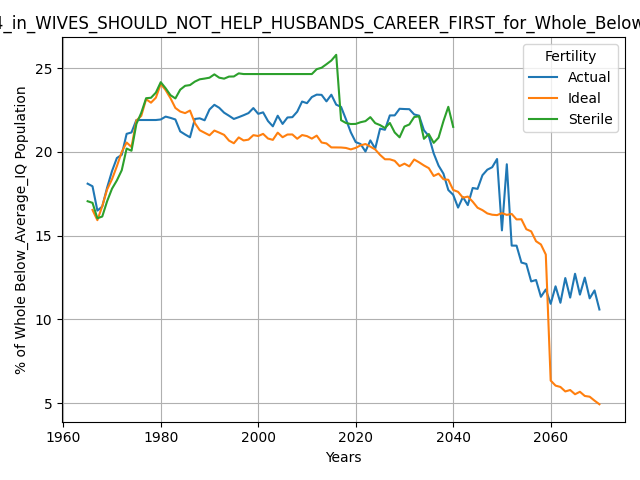 4_in_WIVES_SHOULD_NOT_HELP_HUSBANDS_CAREER_FIRST_for_Whole_Below
Fertility
Actual
Ideal
Sterile
% of Whole Below_Average_IQ Population
25
20
15
10
5
1960 1980 2000 2020 2040 2060
Years